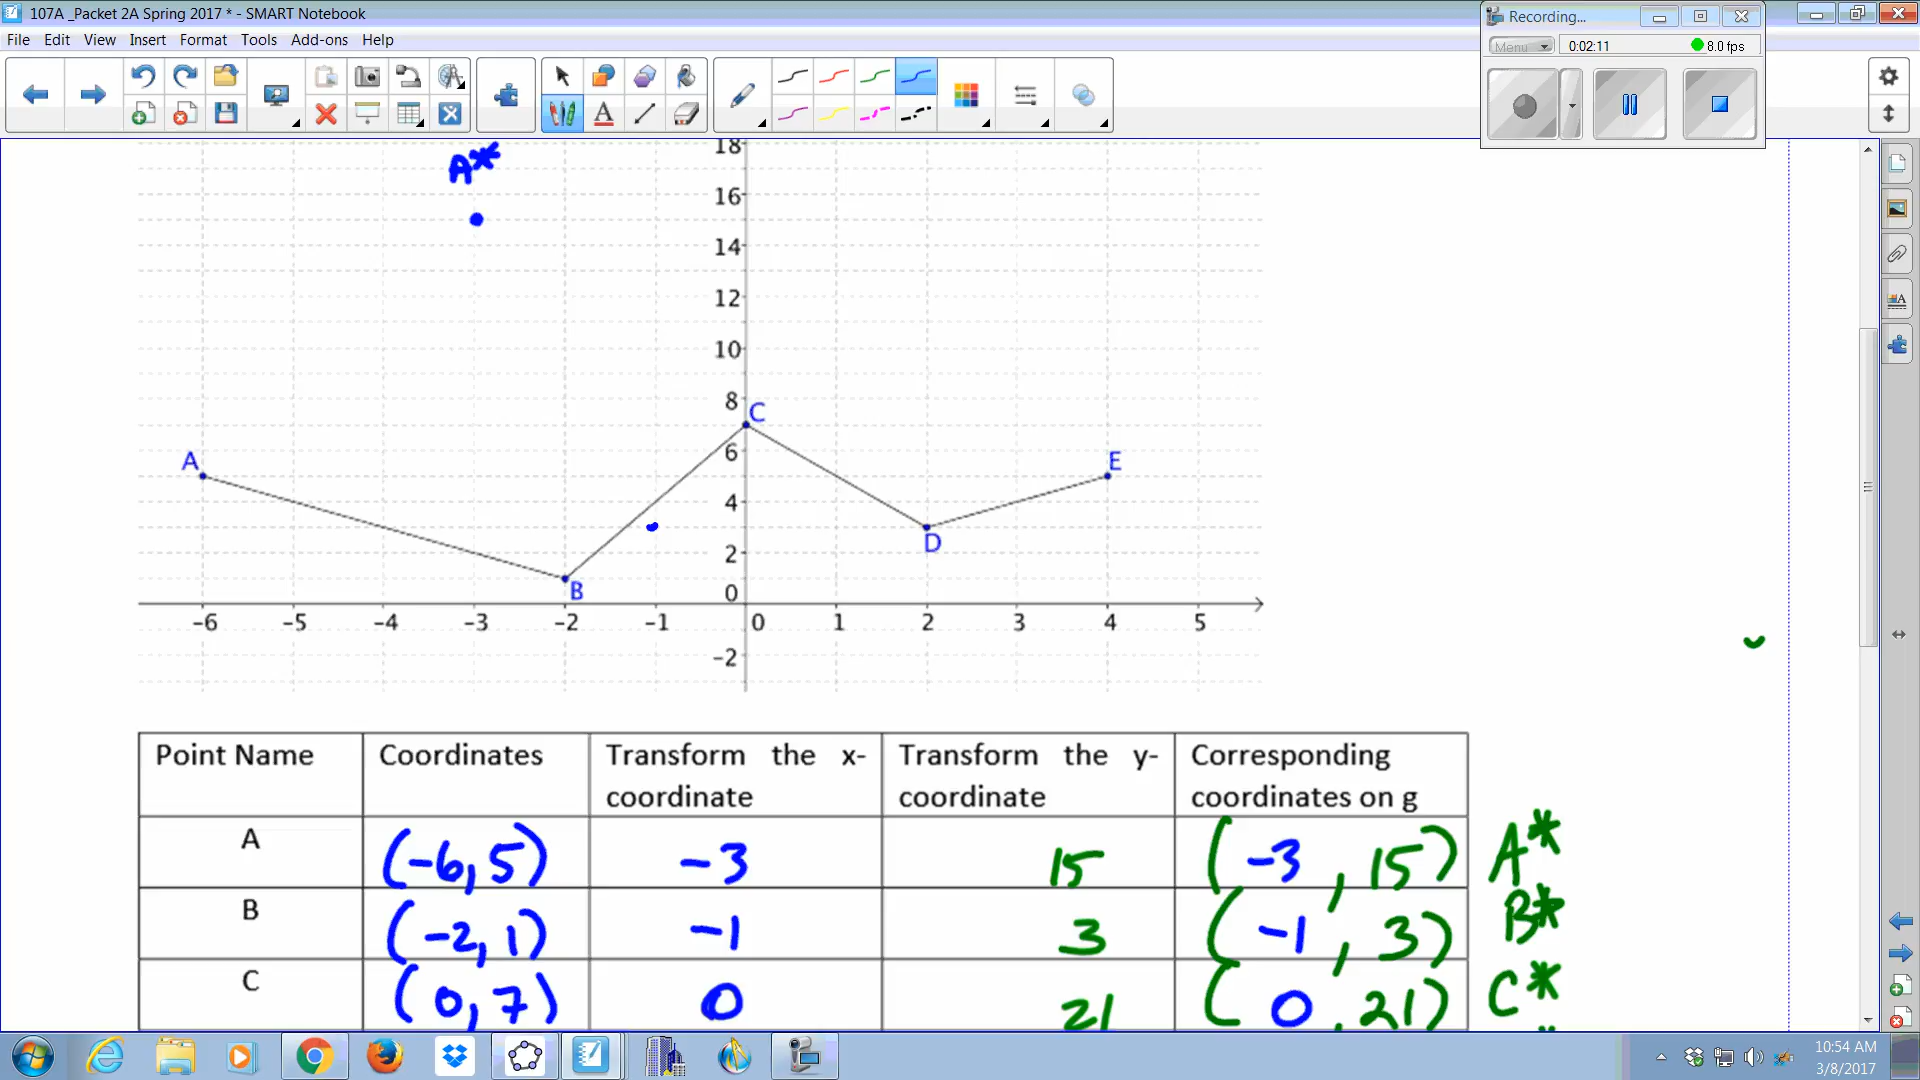 107A _Packet 2A Spring 2017 * - SMART Notebook
Recording...
File Edit View Insert Format Tools Add-ons Help
Menu 0:02:11 8.0 fps
A*
18
16
14
12
10
8 C
6
A E
4
D
2
B
0
-6 -5 -4 -3 -2 -1 0 1 2 3 4 5
-2
Point Name Coordinates Transform the x-coordinate Transform the y-coordinate Corresponding coordinates on g
A (-6, 5) -3 15 (-3, 15) A*
B (-2, 1) -1 3 (-1, 3) B*
C (0, 7) 0 21 (0, 21) C*
10:54 AM
3/8/2017